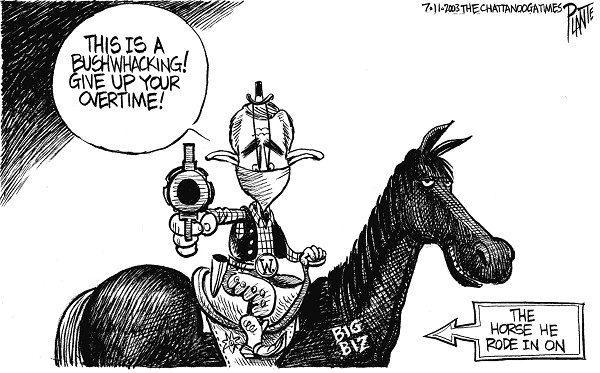 7-11-2003 THE CHATTANOOGA TIMES
PLANTE
THIS IS A
BUSHWHACKING!
GIVE UP YOUR
OVERTIME!
W
BIG
BIZ
THE
HORSE HE
RODE IN ON